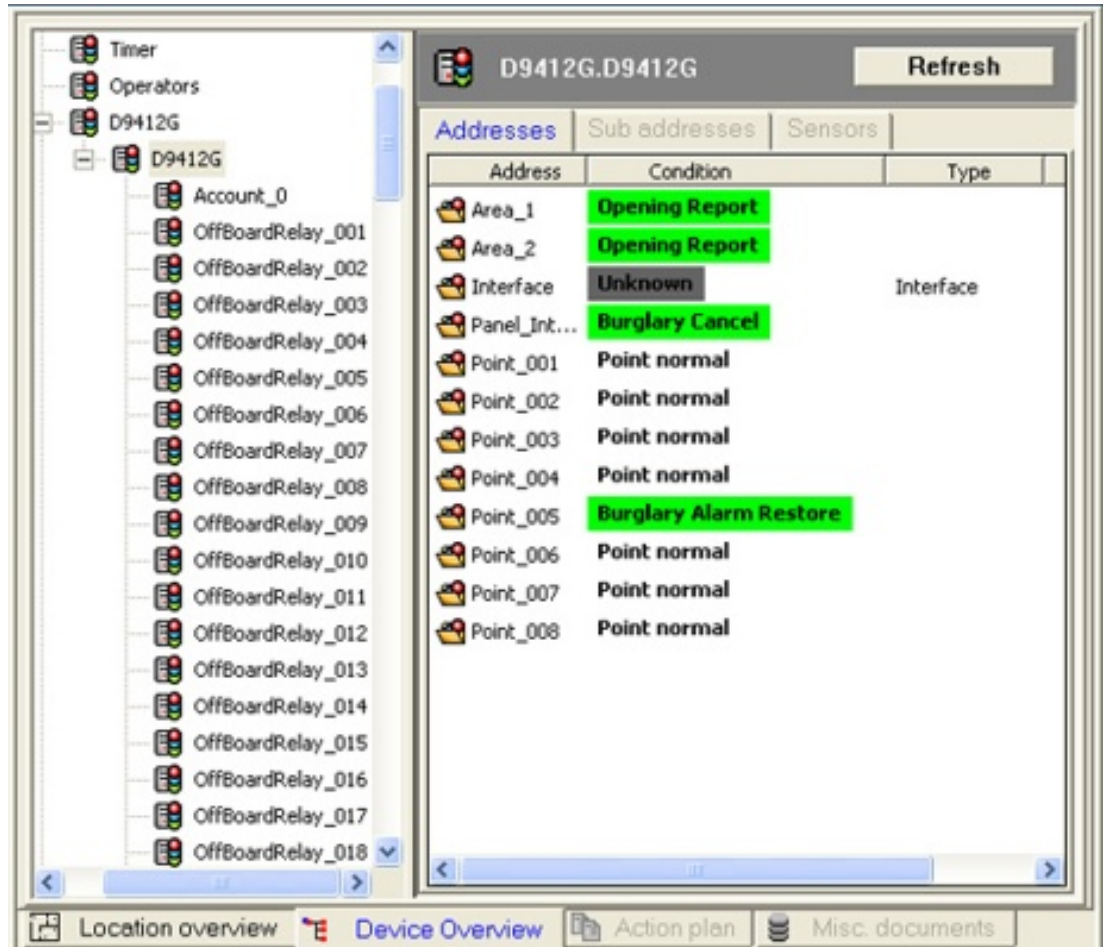 Timer
Operators
D9412G
D9412G
Account_0
OffBoardRelay_001
OffBoardRelay_002
OffBoardRelay_003
OffBoardRelay_004
OffBoardRelay_005
OffBoardRelay_006
OffBoardRelay_007
OffBoardRelay_008
OffBoardRelay_009
OffBoardRelay_010
OffBoardRelay_011
OffBoardRelay_012
OffBoardRelay_013
OffBoardRelay_014
OffBoardRelay_015
OffBoardRelay_016
OffBoardRelay_017
OffBoardRelay_018
D9412G.D9412G Refresh
Addresses Sub addresses Sensors
Address Condition Type
Area_1 Opening Report
Area_2 Opening Report
Interface Unknown Interface
Panel_Int... Burglary Cancel
Point_001 Point normal
Point_002 Point normal
Point_003 Point normal
Point_004 Point normal
Point_005 Burglary Alarm Restore
Point_006 Point normal
Point_007 Point normal
Point_008 Point normal
Location overview Device Overview Action plan Misc. documents